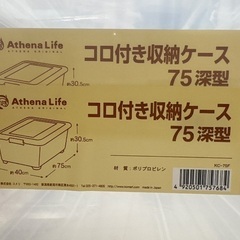 Athena Life
コロ付き収納ケース
75深型
約30.5cm
Athena Life
コロ付き収納ケース
75深型
約30.5cm
約40cm
約75cm
材 質：ポリプロピレン
4 920501 757684